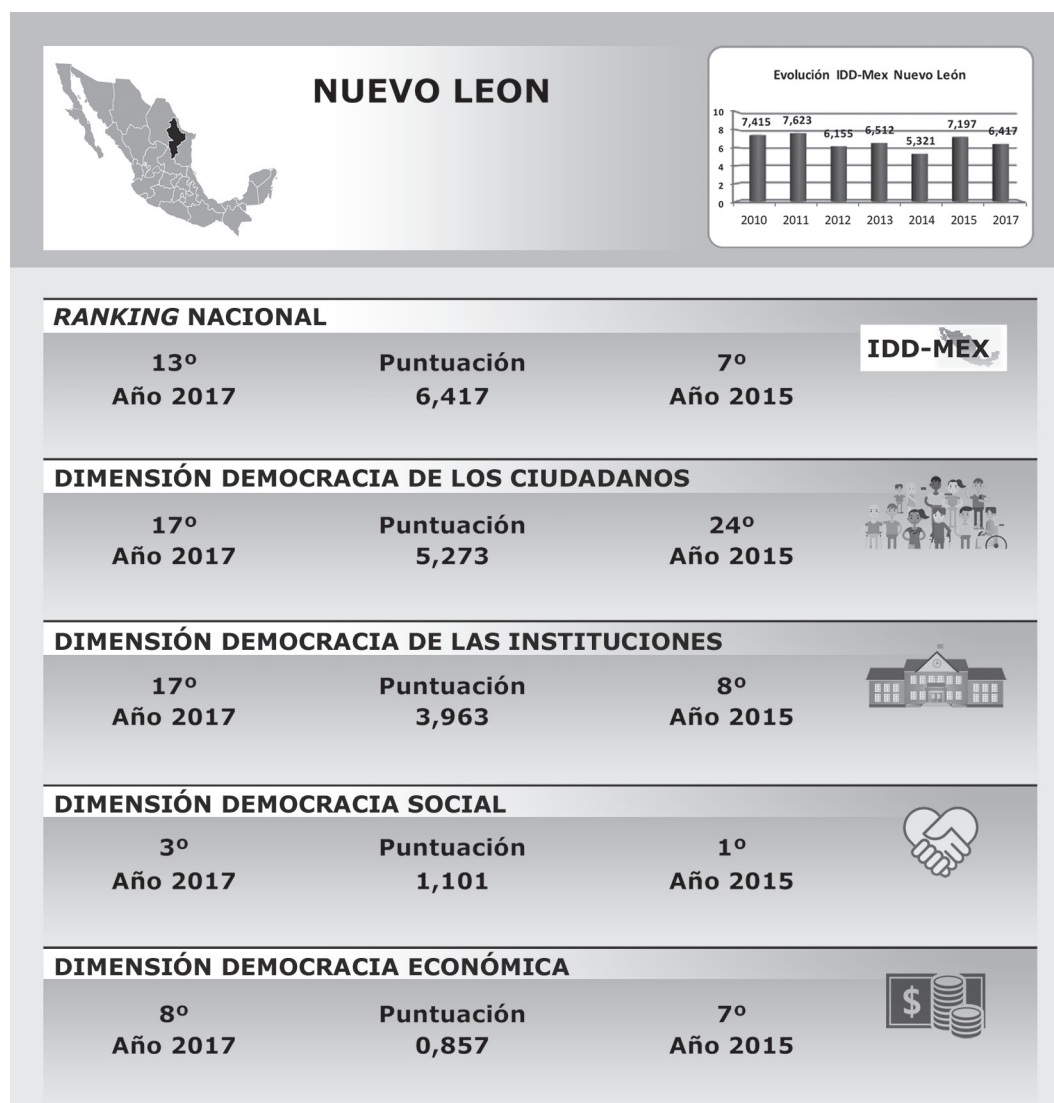 NUEVO LEON
Evolución IDD-Mex Nuevo León
10
8
6
4
2
0
7,415 7,623 6,155 6,512 5,321 7,197 6,417
2010 2011 2012 2013 2014 2015 2017
RANKING NACIONAL
IDD-MEX
13º Puntuación 7º
Año 2017 6,417 Año 2015
DIMENSIÓN DEMOCRACIA DE LOS CIUDADANOS
17º Puntuación 24º
Año 2017 5,273 Año 2015
DIMENSIÓN DEMOCRACIA DE LAS INSTITUCIONES
17º Puntuación 8º
Año 2017 3,963 Año 2015
DIMENSIÓN DEMOCRACIA SOCIAL
3º Puntuación 1º
Año 2017 1,101 Año 2015
DIMENSIÓN DEMOCRACIA ECONÓMICA
$
8º Puntuación 7º
Año 2017 0,857 Año 2015